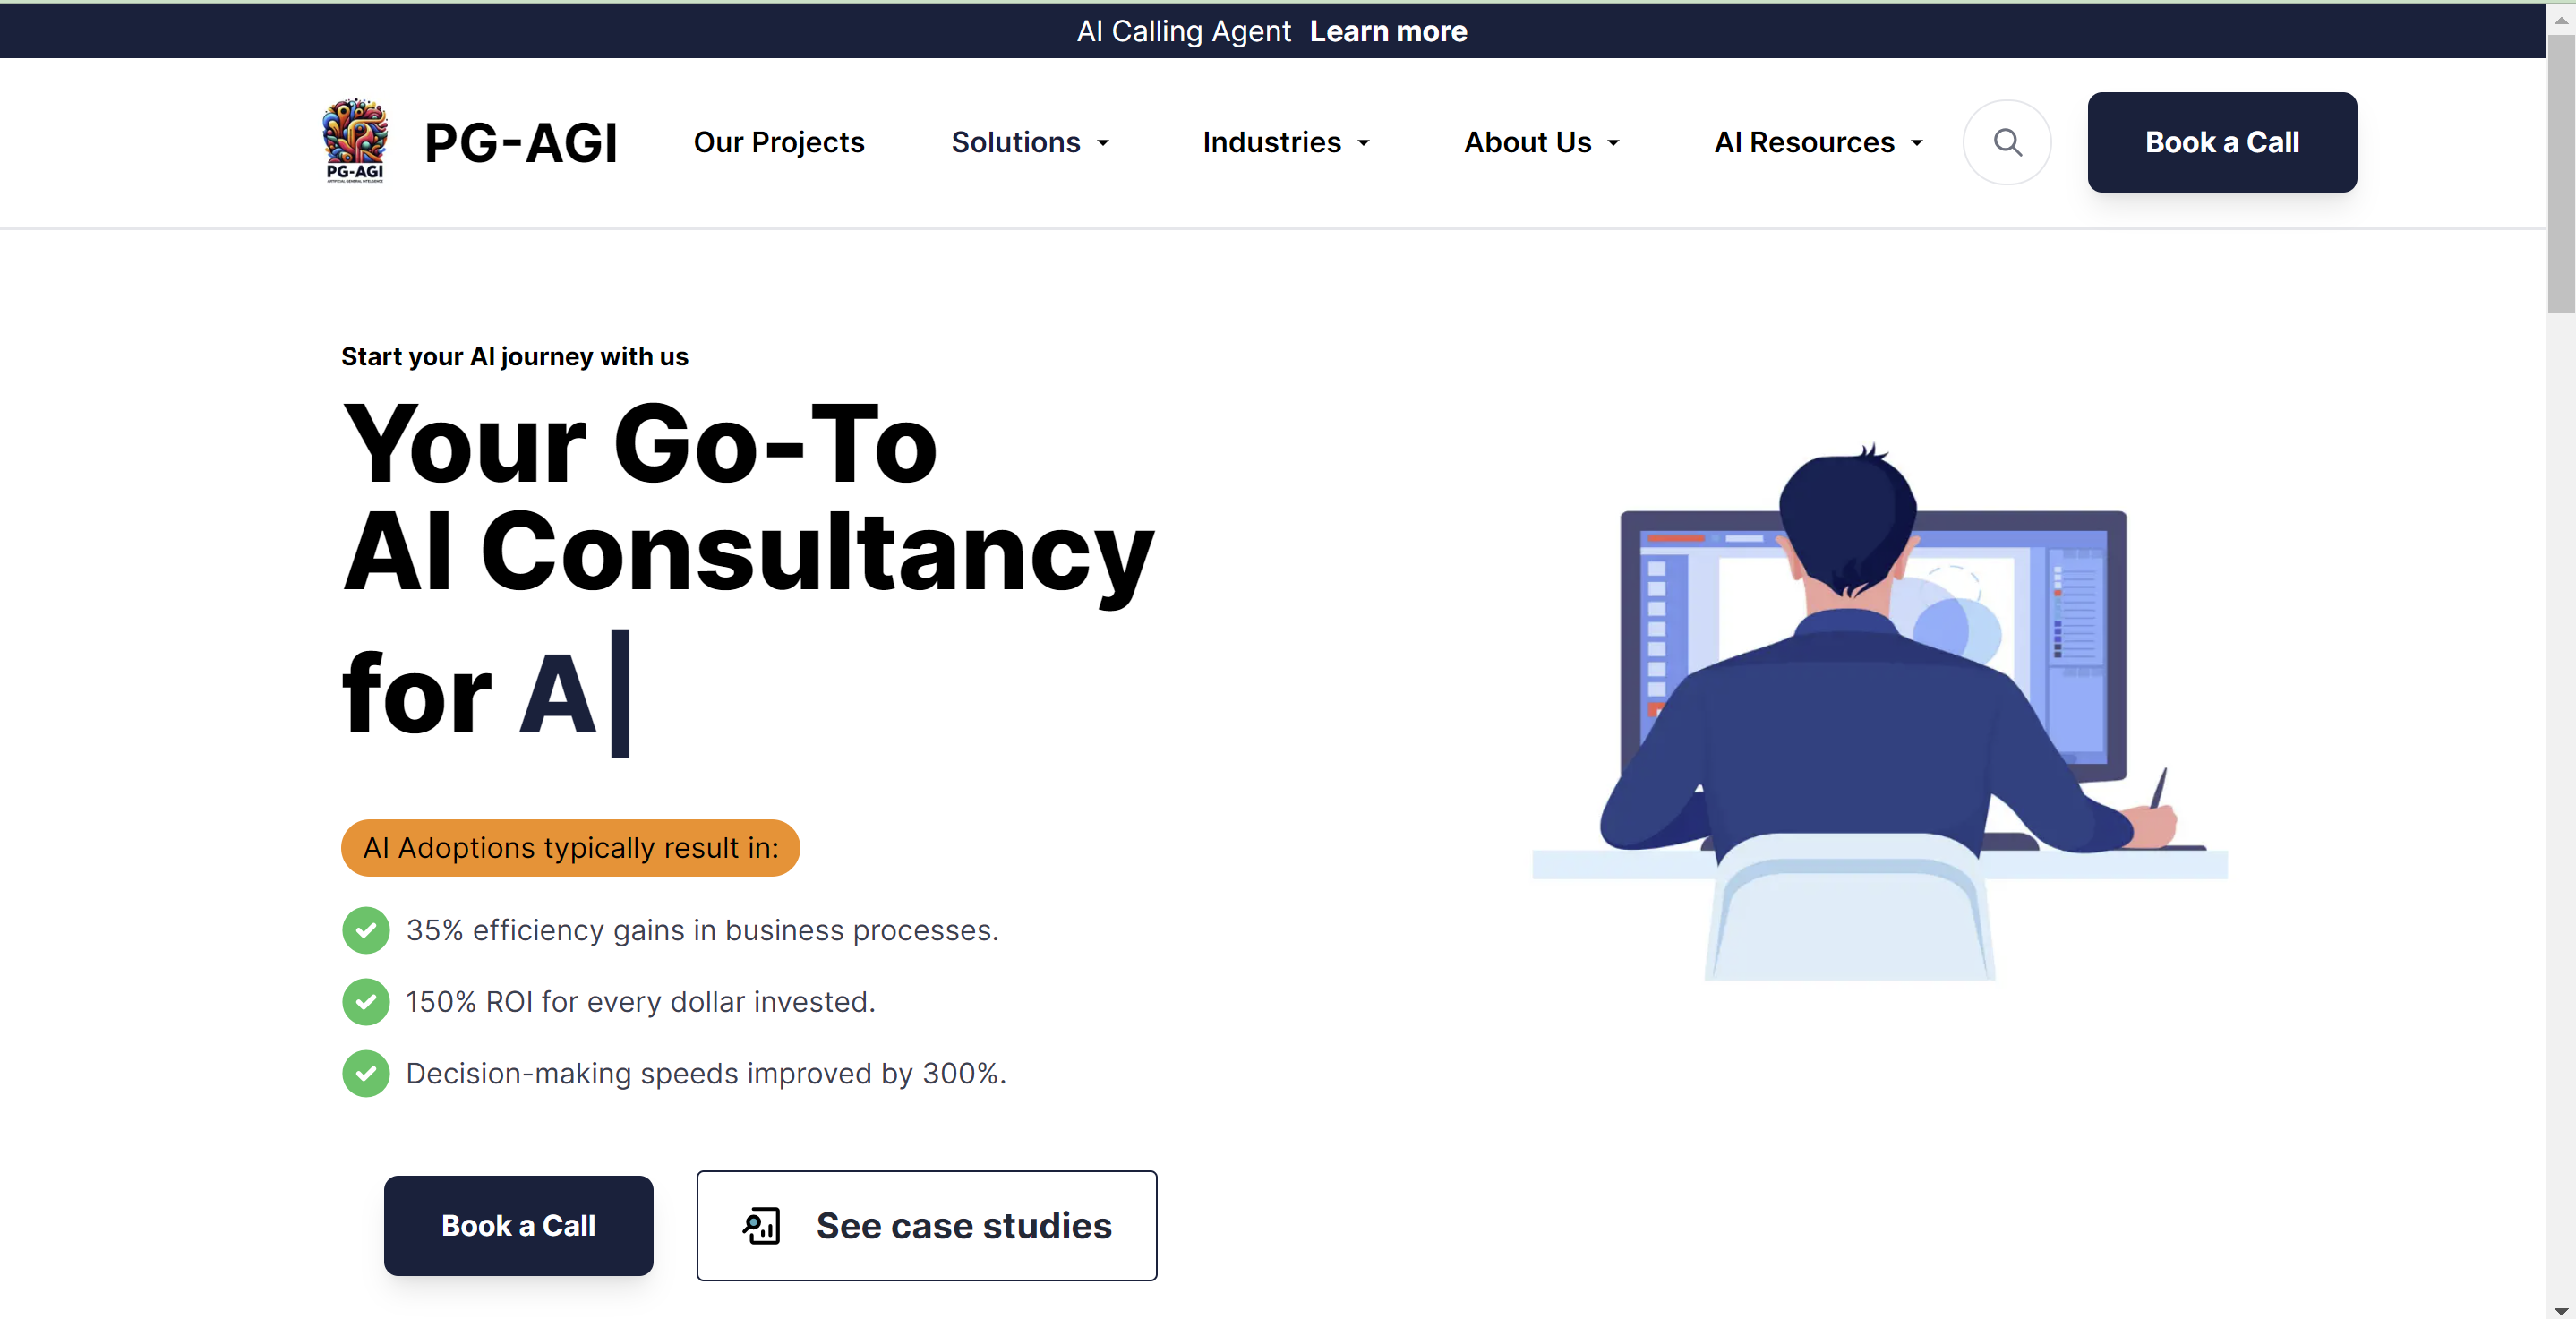 AI Calling Agent Learn more
PG-AGI
PG-AGI Our Projects Solutions Industries About Us AI Resources Book a Call
Start your AI journey with us
Your Go-To
AI Consultancy
for A
AI Adoptions typically result in:
35% efficiency gains in business processes.
150% ROI for every dollar invested.
Decision-making speeds improved by 300%.
Book a Call See case studies